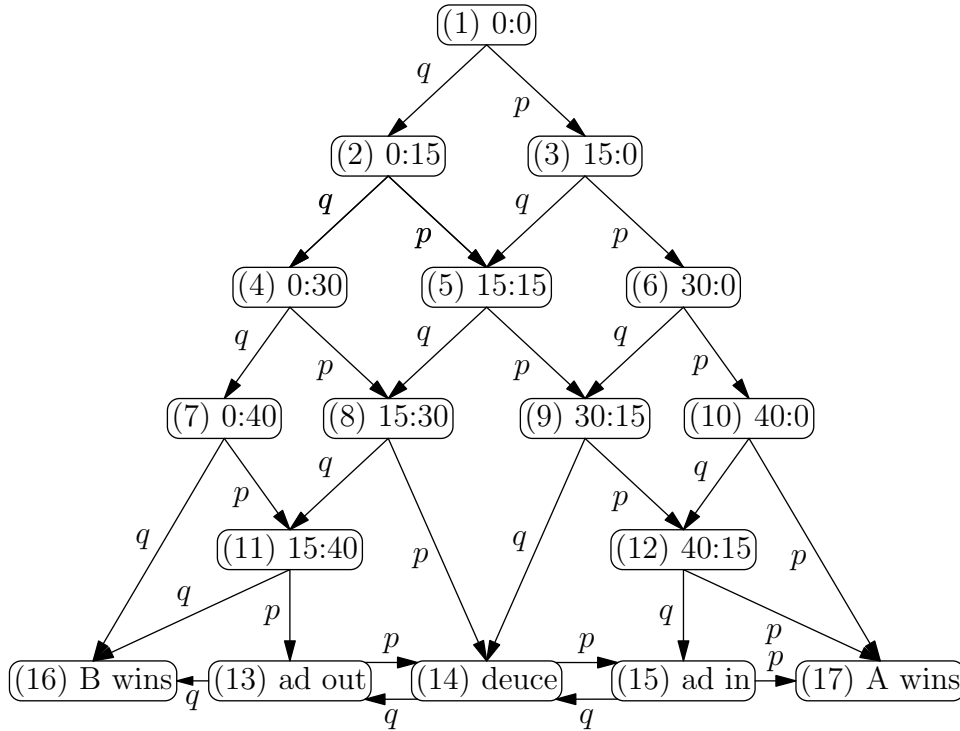 (1) 0:0
q
p
(2) 0:15
(3) 15:0
q
p
q
p
(4) 0:30
(5) 15:15
(6) 30:0
q
p
q
p
q
p
(7) 0:40
(8) 15:30
(9) 30:15
(10) 40:0
q
p
q
p
q
p
q
p
(11) 15:40
(12) 40:15
q
p
q
p
p
p
q
p
(16) B wins
(13) ad out
(14) deuce
(15) ad in
(17) A wins
q
q
q